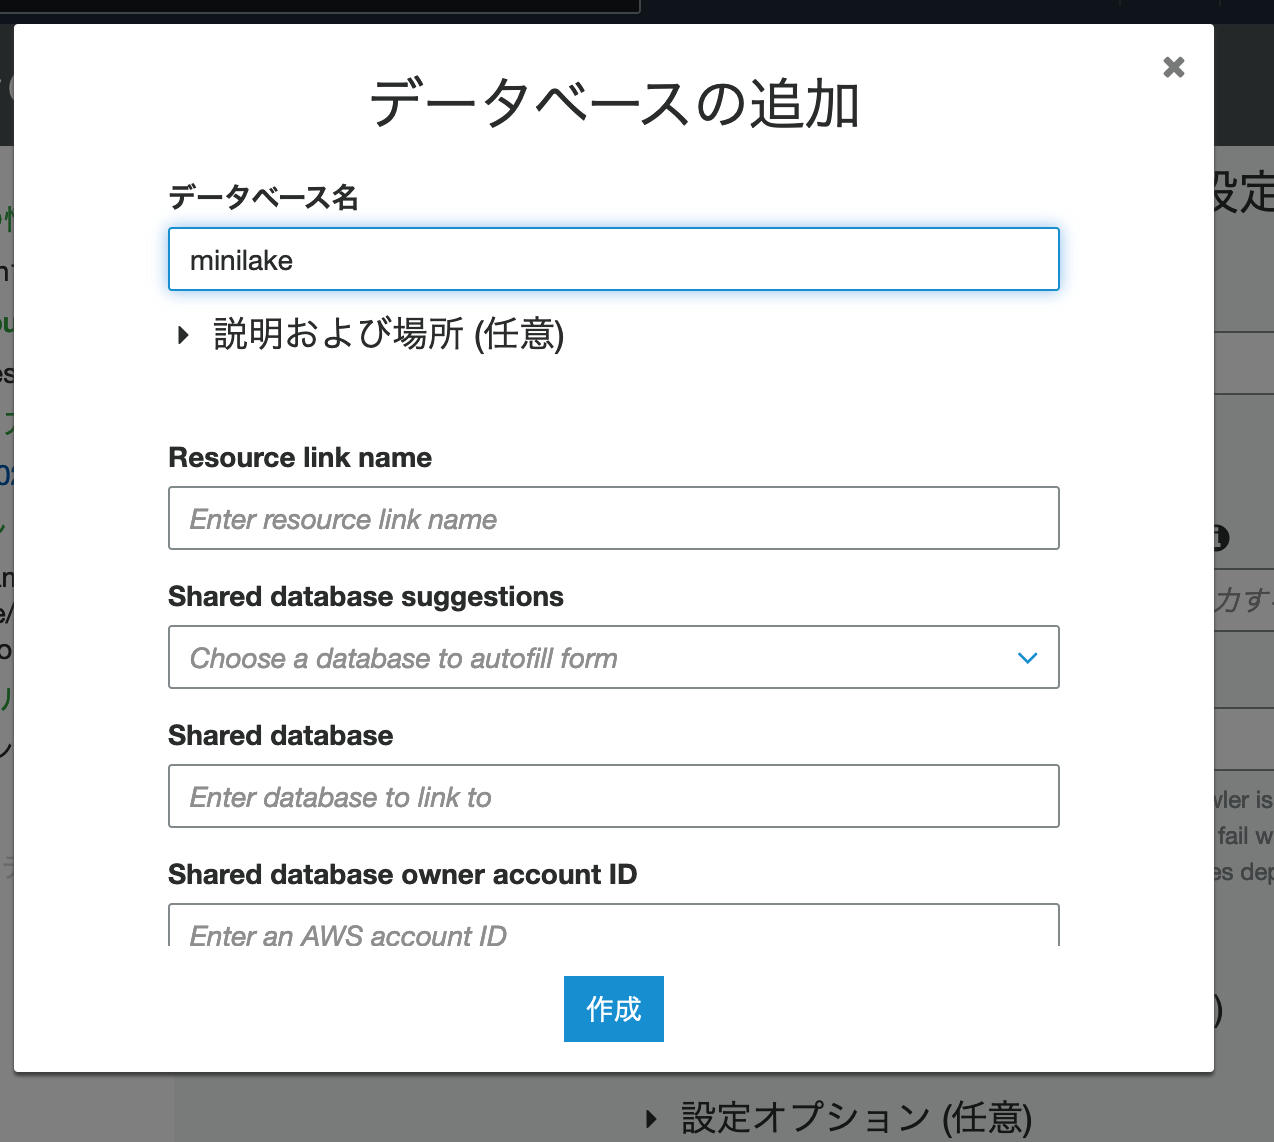 データベースの追加
データベース名
minilake
説明および場所 (任意)
Resource link name
Enter resource link name
Shared database suggestions
Choose a database to autofill form
Shared database
Enter database to link to
Shared database owner account ID
Enter an AWS account ID
作成
設定
力す
wler is
fail w
es dep
設定オプション (任意)